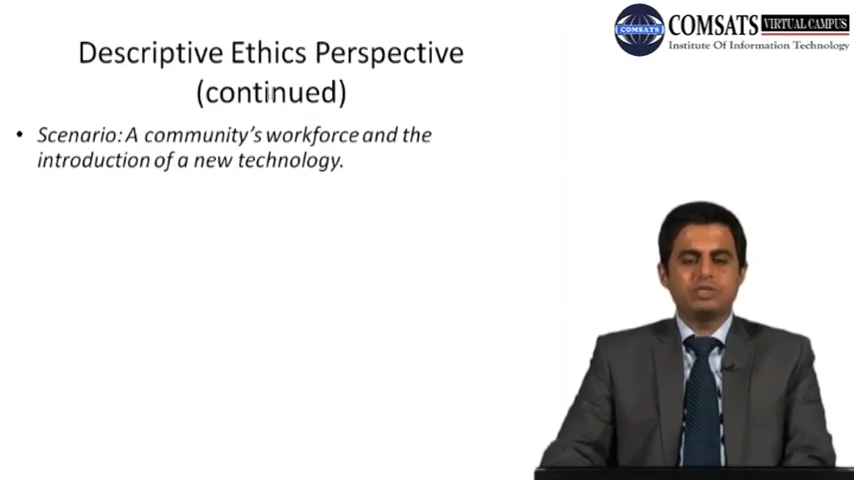 COMSATS
COMSATS VIRTUAL CAMPUS
Institute Of Information Technology
Descriptive Ethics Perspective
(continued)
• Scenario: A community's workforce and the
introduction of a new technology.